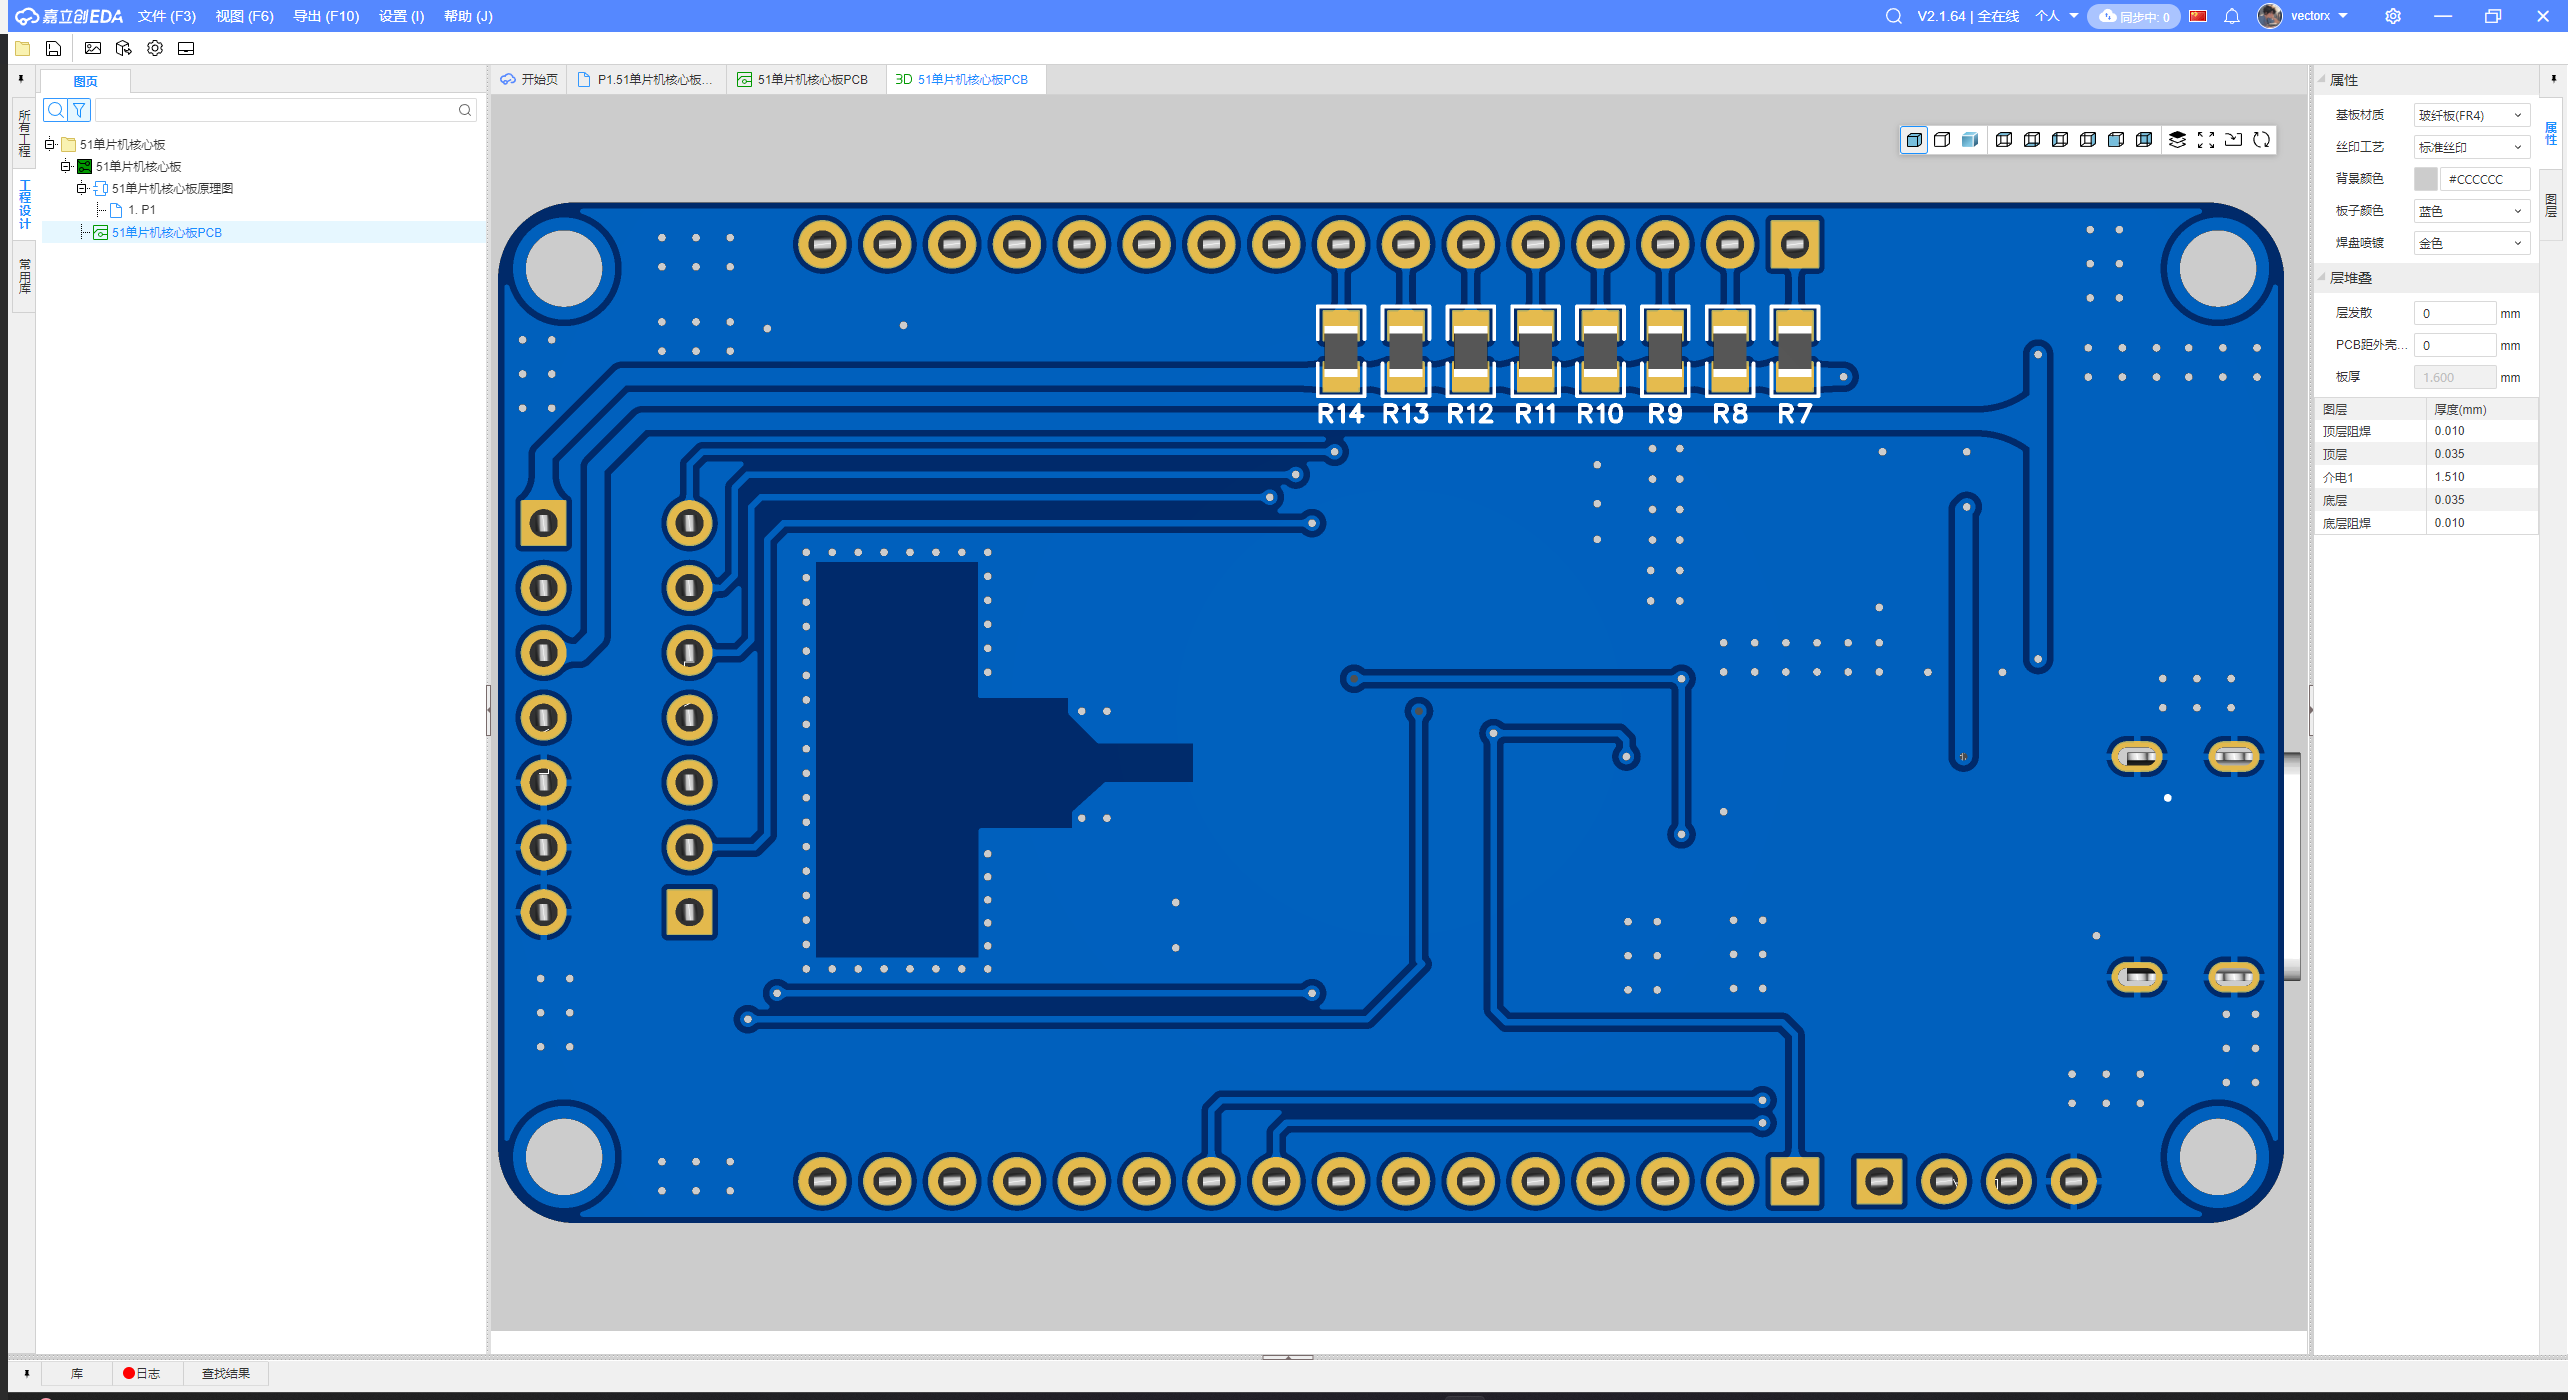 嘉立创EDA 文件 (F3) 视图 (F6) 导出 (F10) 设置 (I) 帮助 (J) V2.1.64 | 全在线 个人 同步中: 0 vectorx
图页 开始页 P1.51单片机核心板... 51单片机核心板PCB 3D 51单片机核心板PCB
所有工程
工程设计
常用库
51单片机核心板
51单片机核心板
51单片机核心板原理图
1. P1
51单片机核心板PCB
R14 R13 R12 R11 R10 R9 R8 R7
属性
基板材质 玻纤板(FR4)
丝印工艺 标准丝印
背景颜色 #CCCCCC
板子颜色 蓝色
焊盘喷镀 金色
层堆叠
层发散 0 mm
PCB距外壳... 0 mm
板厚 1.600 mm
图层 厚度(mm)
顶层阻焊 0.010
顶层 0.035
介电1 1.510
底层 0.035
底层阻焊 0.010
属性
图层
库 日志 查找结果